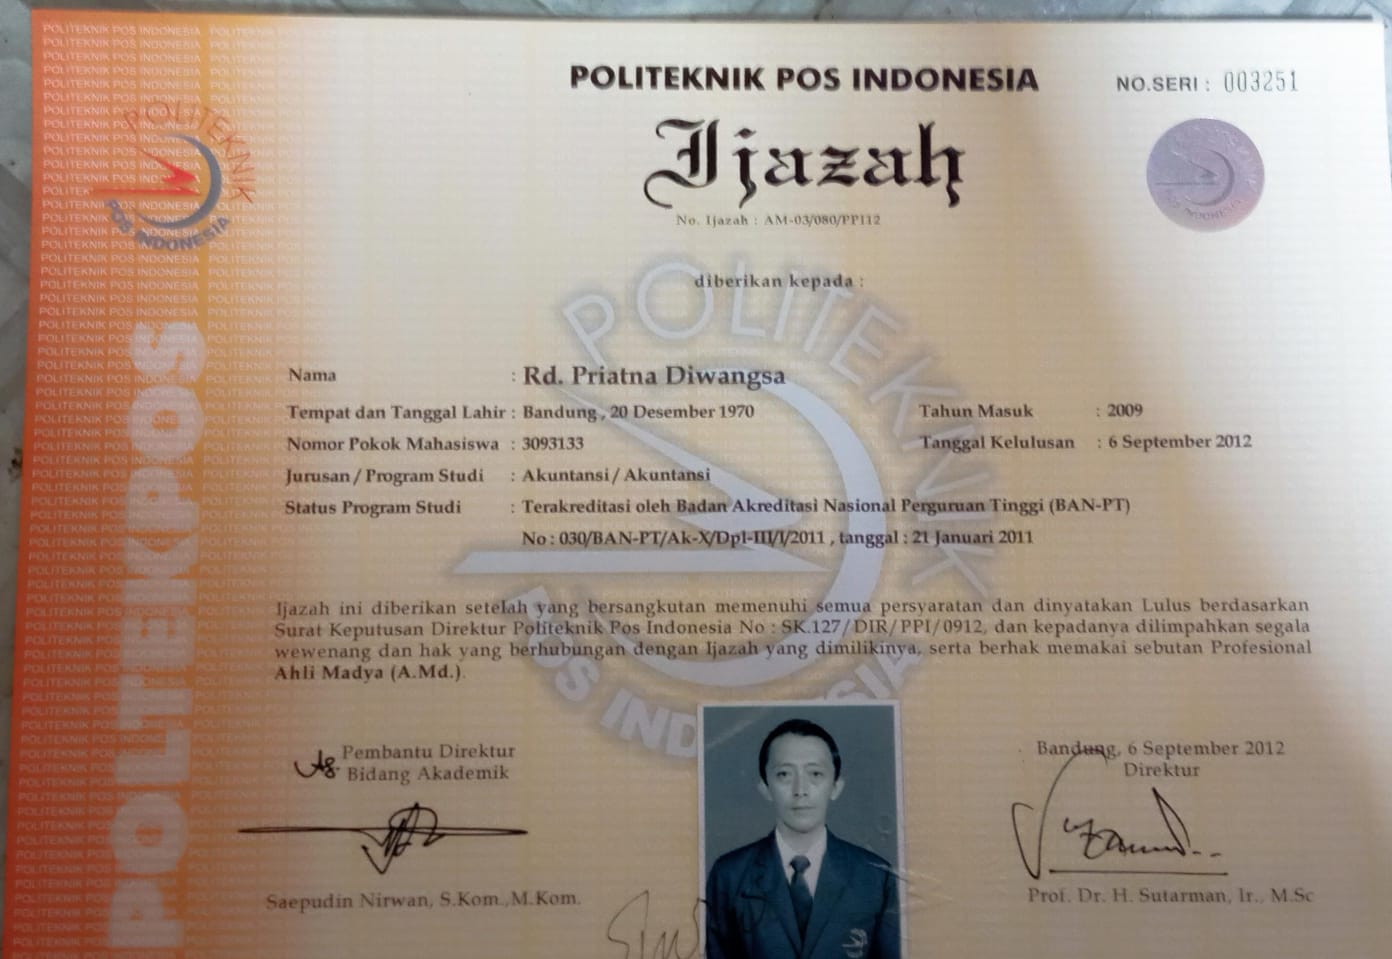 POLITEKNIK POS INDONESIA
NO.SERI : 003251
Ijazah
No. Ijazah : AM-03/080/PPI12
diberikan kepada :
Nama : Rd. Priatna Diwangsa
Tempat dan Tanggal Lahir : Bandung , 20 Desember 1970 Tahun Masuk : 2009
Nomor Pokok Mahasiswa : 3093133 Tanggal Kelulusan : 6 September 2012
Jurusan / Program Studi : Akuntansi / Akuntansi
Status Program Studi : Terakreditasi oleh Badan Akreditasi Nasional Perguruan Tinggi (BAN-PT)
No : 030/BAN-PT/Ak-X/Dpl-III/I/2011 , tanggal : 21 Januari 2011
Ijazah ini diberikan setelah yang bersangkutan memenuhi semua persyaratan dan dinyatakan Lulus berdasarkan
Surat Keputusan Direktur Politeknik Pos Indonesia No : SK.127/DIR/PPI/0912, dan kepadanya dilimpahkan segala
wewenang dan hak yang berhubungan dengan Ijazah yang dimilikinya, serta berhak memakai sebutan Profesional
Ahli Madya (A.Md.).
Pembantu Direktur
Bidang Akademik
Saepudin Nirwan, S.Kom.,M.Kom.
Bandung, 6 September 2012
Direktur
Prof. Dr. H. Sutarman, Ir., M.Sc
POLITEKPOS
POLITEKNIK
POS INDONESIA
POLITEKNIK
POS INDONESIA